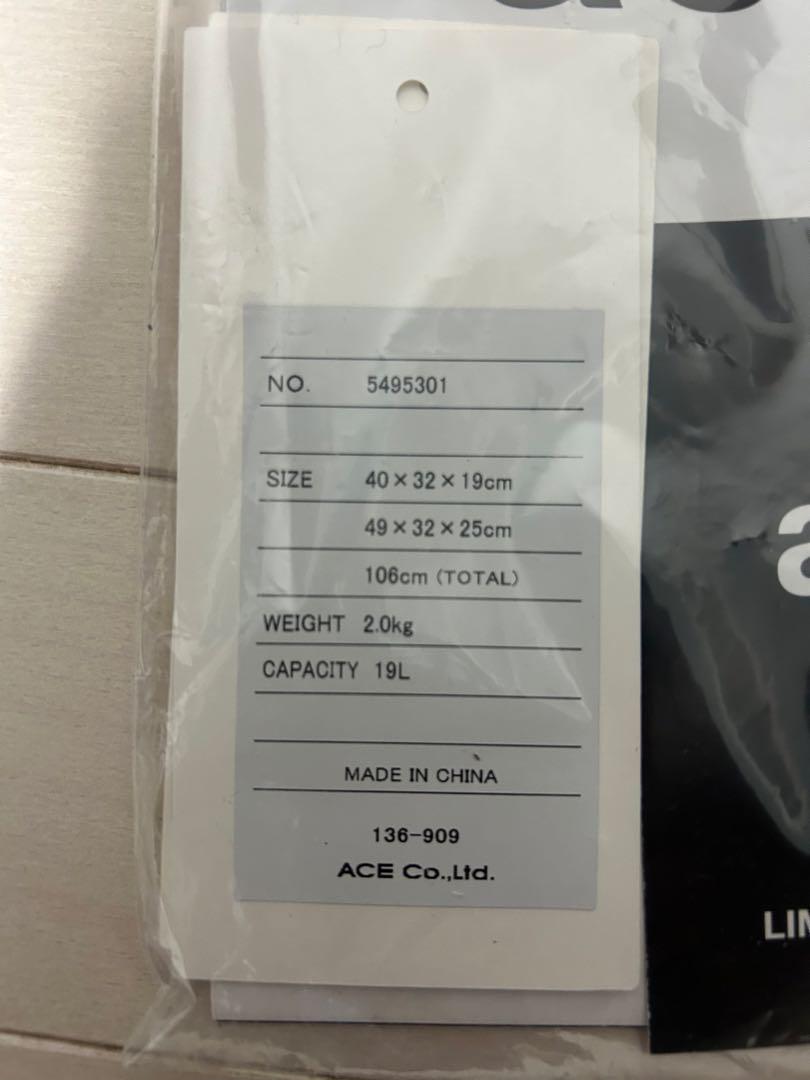 NO. 5495301
SIZE 40×32×19cm
49×32×25cm
106cm (TOTAL)
WEIGHT 2.0kg
CAPACITY 19L
MADE IN CHINA
136-909
ACE Co.,Ltd.
a
LIM